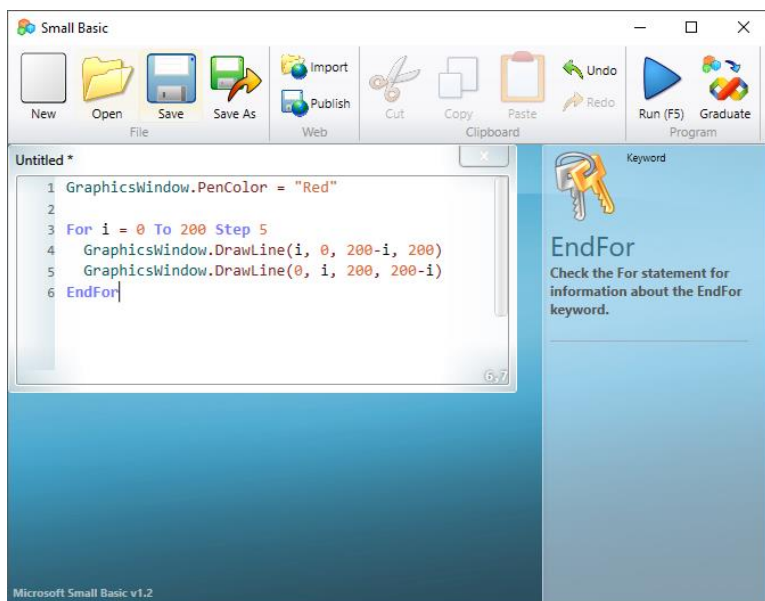 Small Basic
New
Open
Save
Save As
File
Import
Publish
Web
Cut
Copy
Paste
Clipboard
Undo
Redo
Run (F5)
Graduate
Program
Untitled *
1 GraphicsWindow.PenColor = "Red"
2
3 For i = 0 To 200 Step 5
4 GraphicsWindow.DrawLine(i, 0, 200-i, 200)
5 GraphicsWindow.DrawLine(0, i, 200, 200-i)
6 EndFor
6,7
Keyword
EndFor
Check the For statement for
information about the EndFor
keyword.
Microsoft Small Basic v1.2